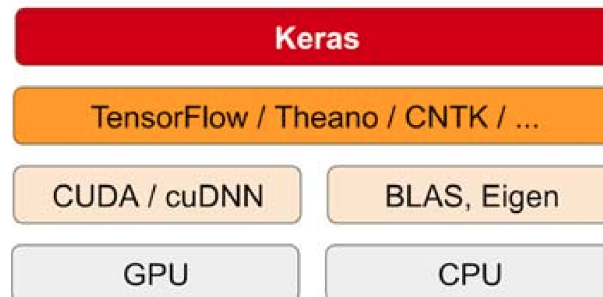 Keras
TensorFlow / Theano / CNTK / ...
CUDA / cuDNN
BLAS, Eigen
GPU
CPU